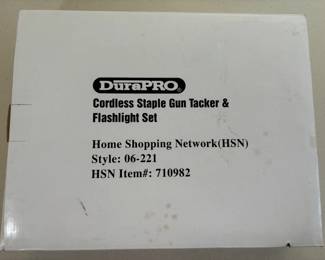 DuraPRO®
Cordless Staple Gun Tacker &
Flashlight Set
Home Shopping Network(HSN)
Style: 06-221
HSN Item#: 710982